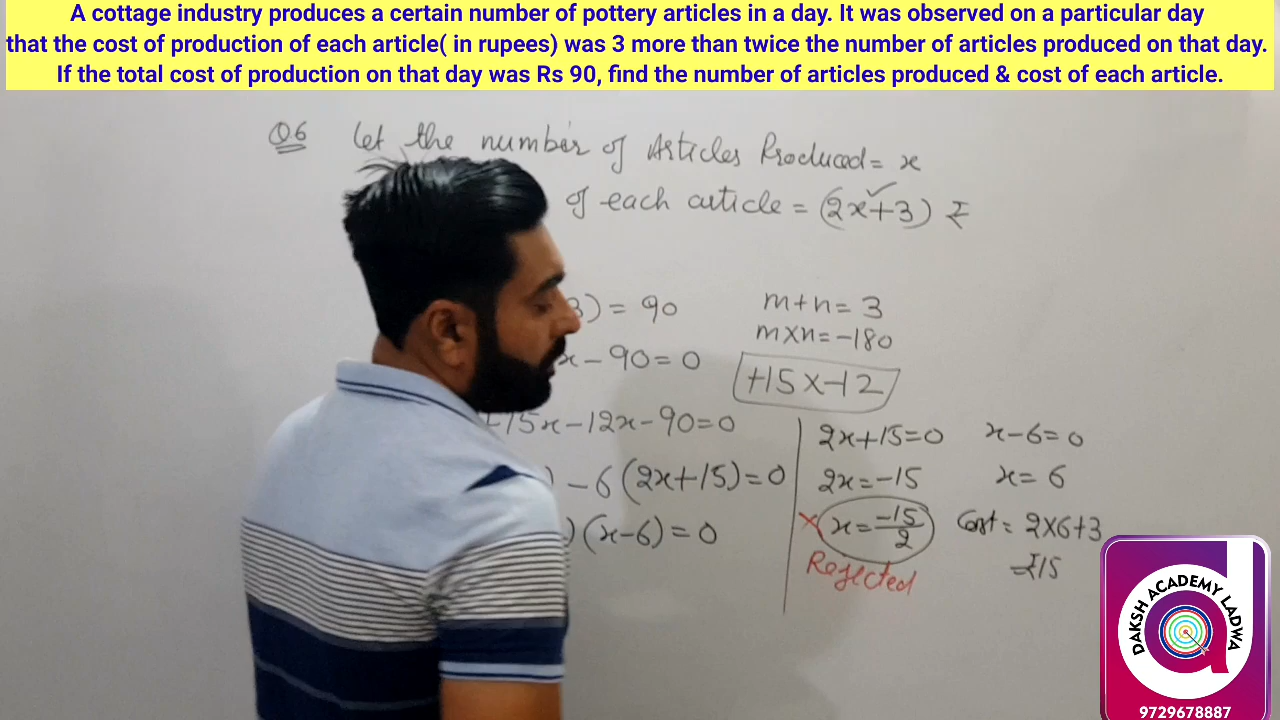 A cottage industry produces a certain number of pottery articles in a day. It was observed on a particular day
that the cost of production of each article( in rupees) was 3 more than twice the number of articles produced on that day.
If the total cost of production on that day was Rs 90, find the number of articles produced & cost of each article.
Q6 Let the number of Articles Produced = x
of each article = (2x+3) ₹
3) = 90
x - 90 = 0
+15x - 12x - 90 = 0
) - 6 (2x+15) = 0
) (x-6) = 0
m+n = 3
m×n = -180
+15 × -12
2x+15=0
2x = -15
x = -15/2
Rejected
x-6=0
x = 6
Cost = 2×6+3
=₹15
DAKSH ACADEMY LADWA
9729678887